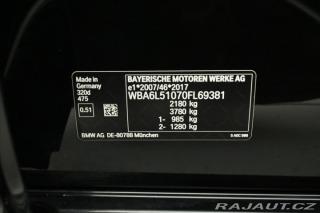 Made in
Germany
320d
475
0.51
BAYERISCHE MOTOREN WERKE AG
e1*2007/46*2017
WBA6L51070FL69381
2180 kg
3780 kg
1- 985 kg
2- 1280 kg
BMW AG DE-80788 München
RAJAUT.CZ